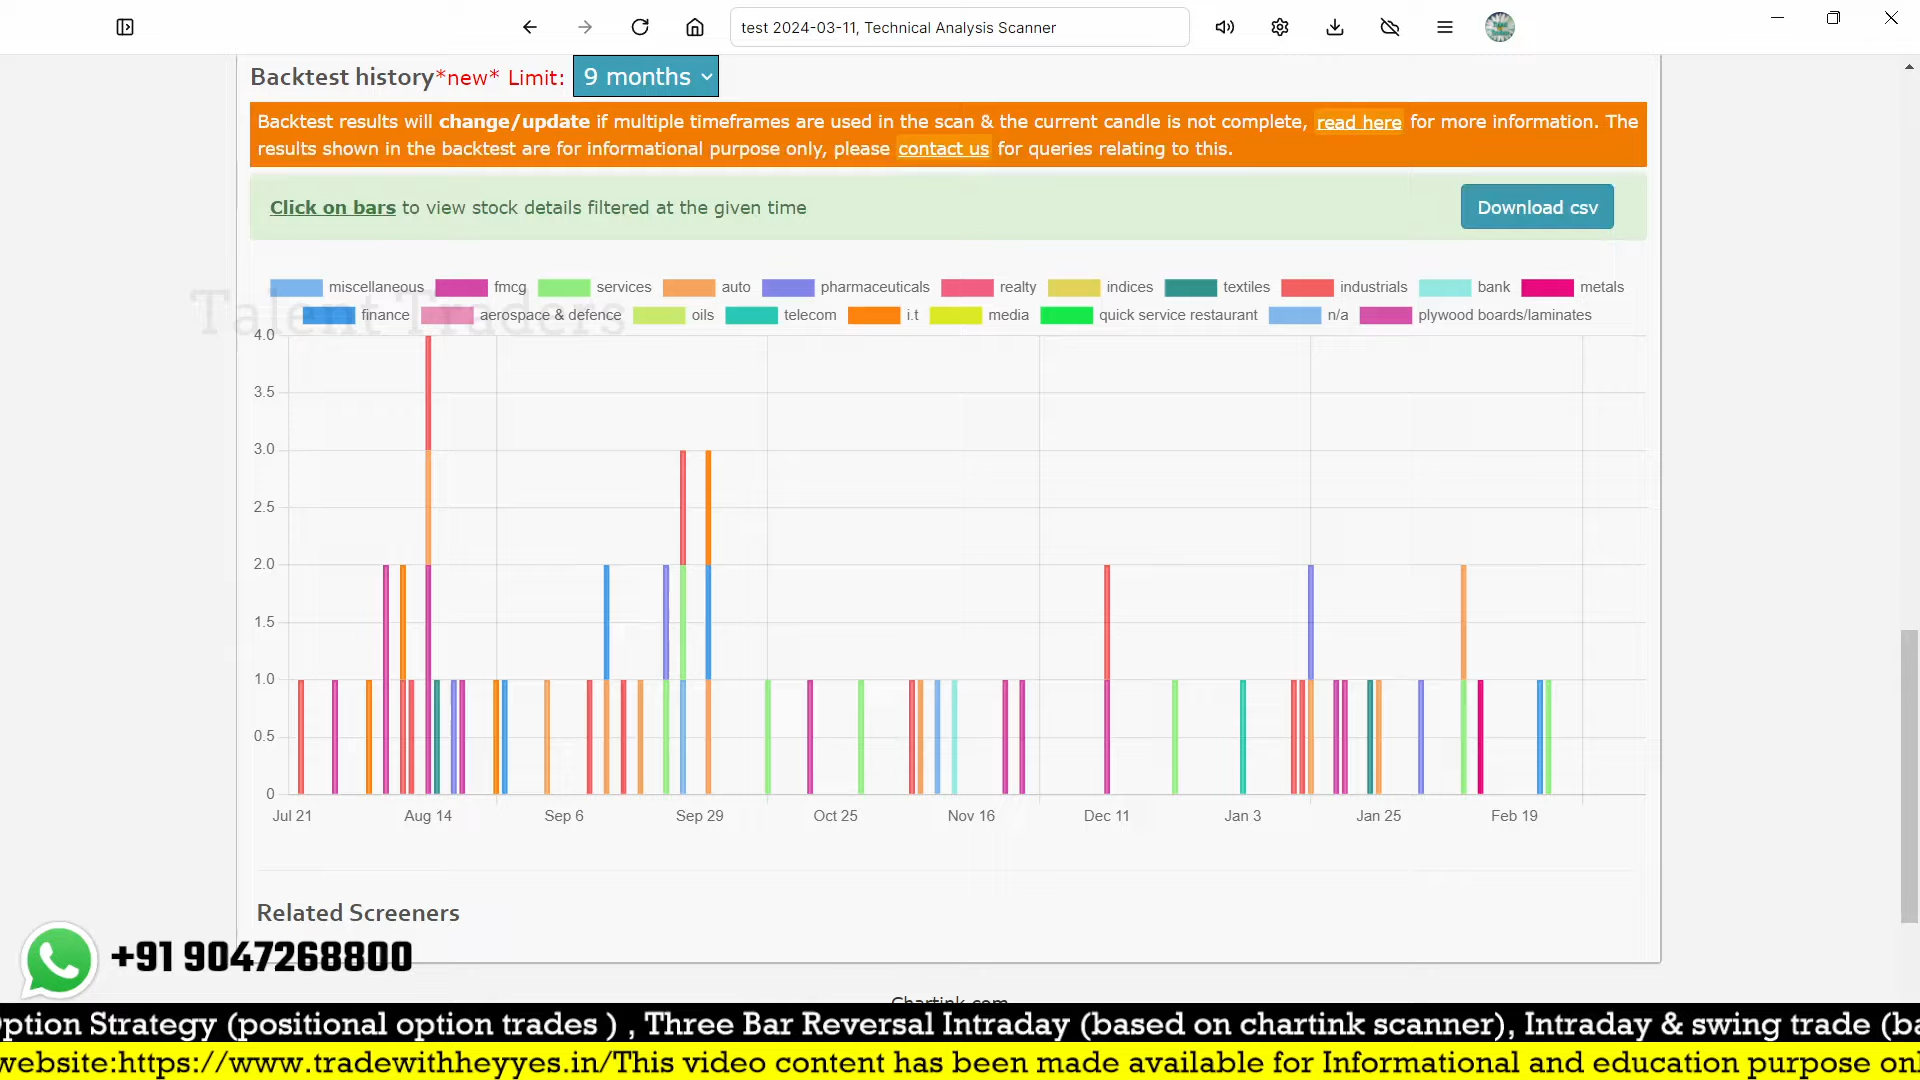 test 2024-03-11, Technical Analysis Scanner
Backtest history*new* Limit: 9 months
Backtest results will change/update if multiple timeframes are used in the scan & the current candle is not complete, read here for more information. The
results shown in the backtest are for informational purpose only, please contact us for queries relating to this.
Click on bars to view stock details filtered at the given time
Download csv
miscellaneous fmcg services auto pharmaceuticals realty indices textiles industrials bank metals
finance aerospace & defence oils telecom i.t media quick service restaurant n/a plywood boards/laminates
Talent Traders
4.0
3.5
3.0
2.5
2.0
1.5
1.0
0.5
0
Jul 21 Aug 14 Sep 6 Sep 29 Oct 25 Nov 16 Dec 11 Jan 3 Jan 25 Feb 19
Related Screeners
+91 9047268800
Chartink.com
ption Strategy (positional option trades ) , Three Bar Reversal Intraday (based on chartink scanner), Intraday & swing trade (ba
website:https://www.tradewithheyyes.in/This video content has been made available for Informational and education purpose onl